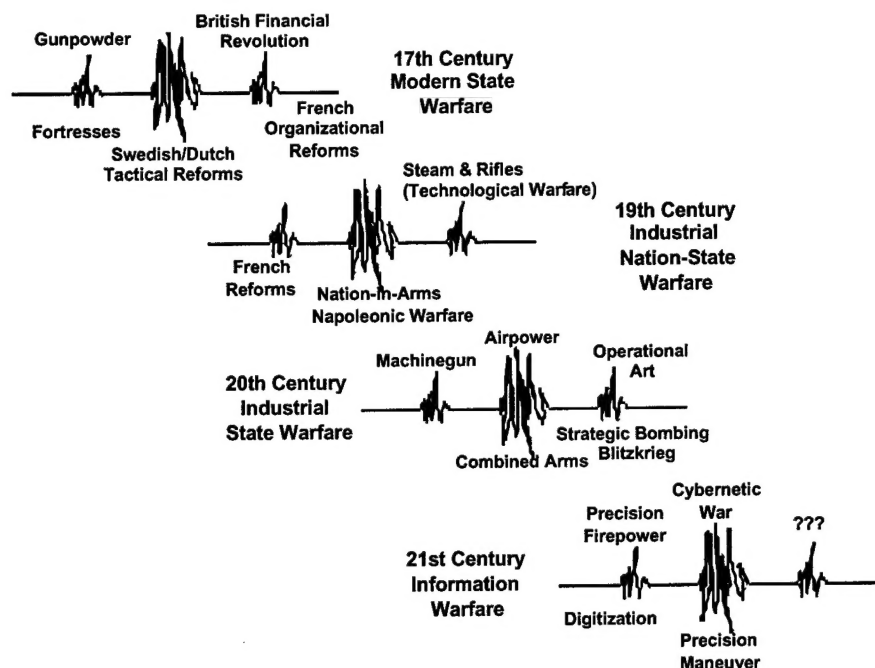 Gunpowder
British Financial
Revolution
Fortresses
Swedish/Dutch
Tactical Reforms
French
Organizational
Reforms
17th Century
Modern State
Warfare
French
Reforms
Nation-in-Arms
Napoleonic Warfare
Steam & Rifles
(Technological Warfare)
19th Century
Industrial
Nation-State
Warfare
20th Century
Industrial
State Warfare
Machinegun
Airpower
Combined Arms
Operational
Art
Strategic Bombing
Blitzkrieg
21st Century
Information
Warfare
Precision
Firepower
Digitization
Cybernetic
War
Precision
Maneuver
???